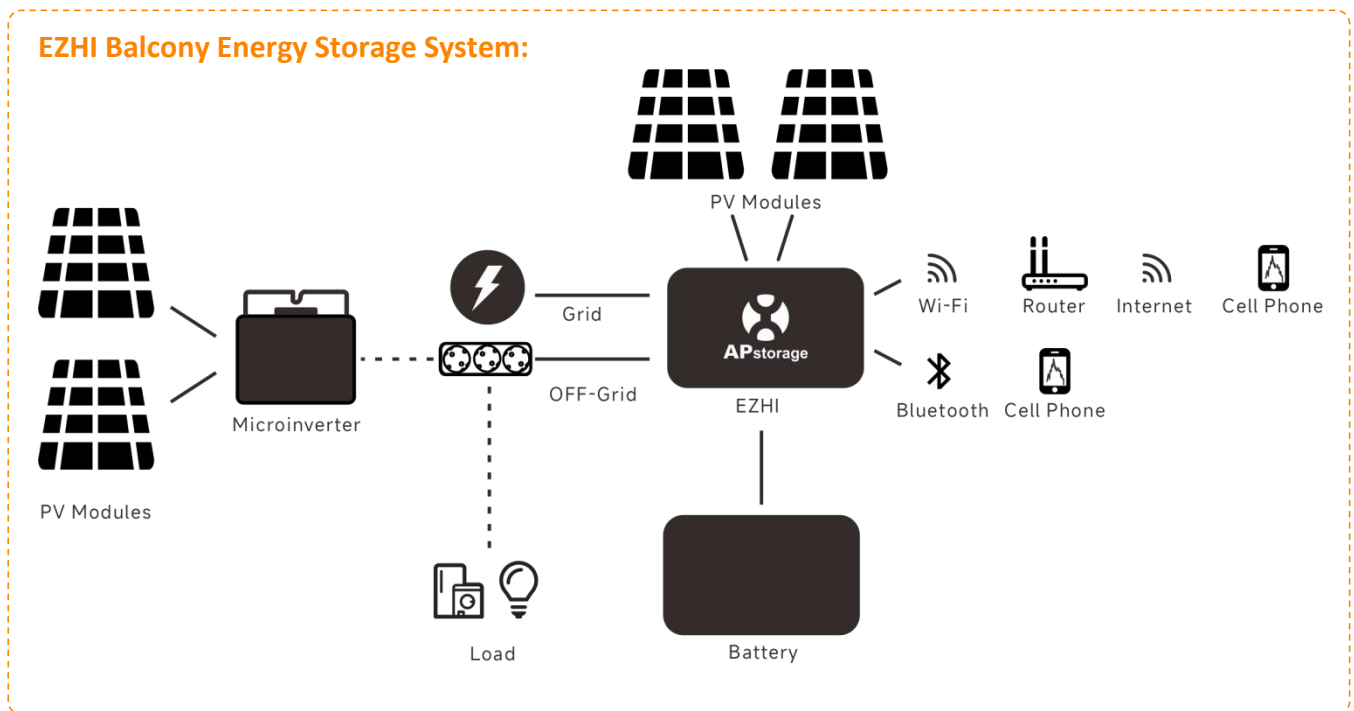 EZHI Balcony Energy Storage System:
PV Modules
Grid
Wi-Fi
Router
Internet
Cell Phone
APstorage
OFF-Grid
EZHI
Bluetooth
Cell Phone
Microinverter
PV Modules
Load
Battery